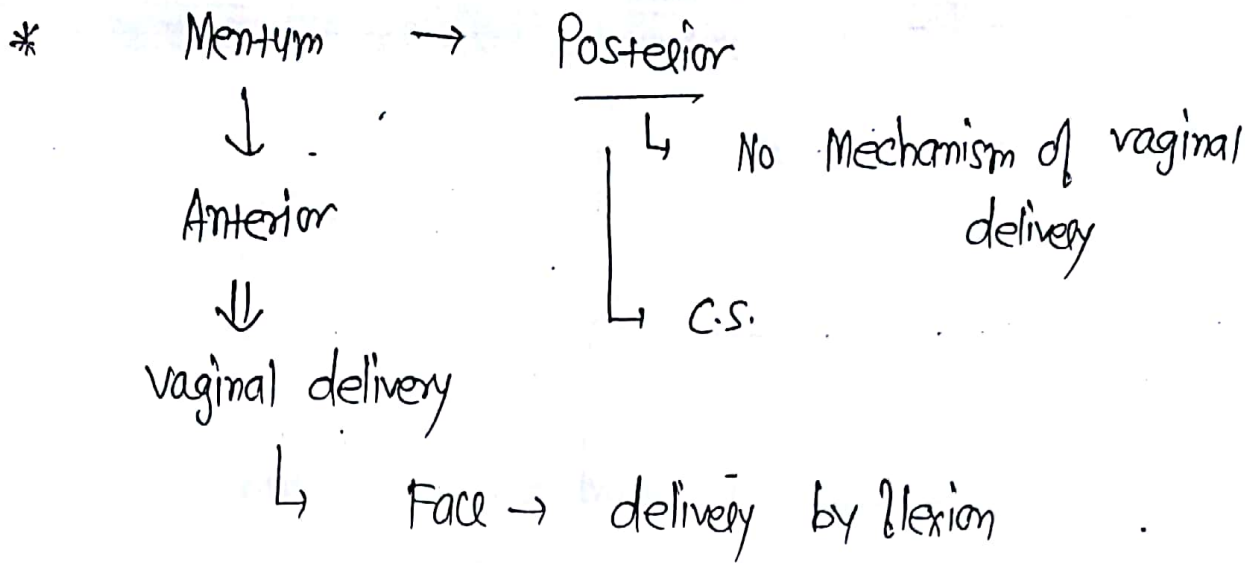 * Mentum → Posterior
↓
↳ No Mechanism of vaginal
Anterior
delivery
⇓
↳ C.S.
vaginal delivery
↳ Face → delivery by flexion